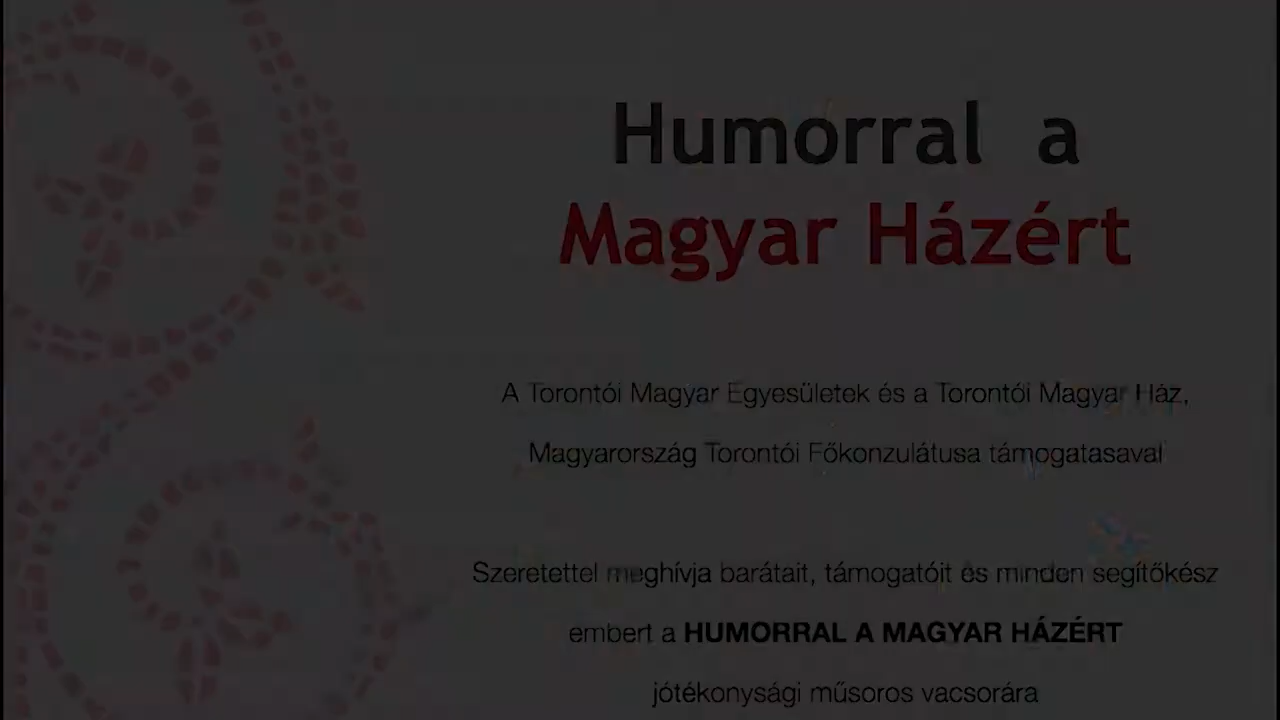 Humorral a
Magyar Házért
A Torontói Magyar Egyesületek és a Torontói Magyar Ház,
Magyarország Torontói Főkonzulátusa támogatasaval
Szeretettel meghívja barátait, támogatóit és minden segítőkész
embert a HUMORRAL A MAGYAR HÁZÉRT
jótékonysági műsoros vacsorára